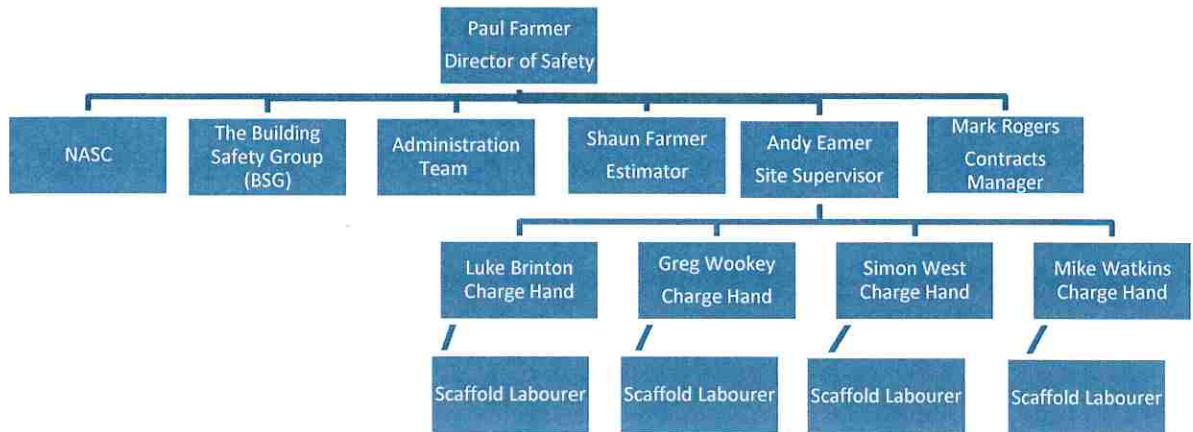 Paul Farmer
Director of Safety
NASC
The Building
Safety Group
(BSG)
Administration
Team
Shaun Farmer
Estimator
Andy Eamer
Site Supervisor
Mark Rogers
Contracts
Manager
Luke Brinton
Charge Hand
Greg Wookey
Charge Hand
Simon West
Charge Hand
Mike Watkins
Charge Hand
Scaffold Labourer
Scaffold Labourer
Scaffold Labourer
Scaffold Labourer